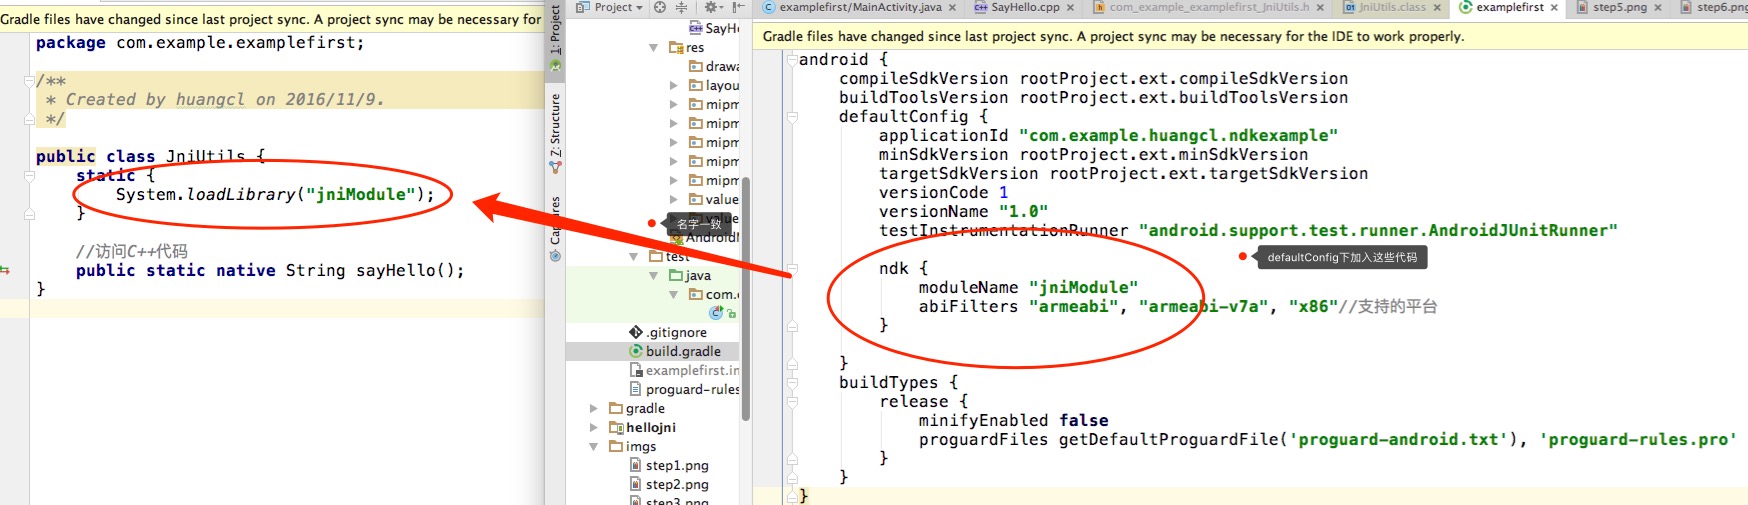 Gradle files have changed since last project sync. A project sync may be necessary for
package com.example.examplefirst;
/**
* Created by huangcl on 2016/11/9.
*/
public class JniUtils {
static {
System.loadLibrary("jniModule");
}
//访问C++代码
public static native String sayHello();
}
1: Project
7: Structure
Captures
Project
SayHe
res
drawa
layou
mipm
mipm
mipm
mipm
mipm
value
value
名字一致
AndroidM
test
java
com.
.gitignore
build.gradle
examplefirst.im
proguard-rules
gradle
hellojni
imgs
step1.png
step2.png
step3.png
examplefirst/MainActivity.java
SayHello.cpp
com_example_examplefirst_JniUtils.h
JniUtils.class
examplefirst
step5.png
step6.png
Gradle files have changed since last project sync. A project sync may be necessary for the IDE to work properly.
android {
compileSdkVersion rootProject.ext.compileSdkVersion
buildToolsVersion rootProject.ext.buildToolsVersion
defaultConfig {
applicationId "com.example.huangcl.ndkexample"
minSdkVersion rootProject.ext.minSdkVersion
targetSdkVersion rootProject.ext.targetSdkVersion
versionCode 1
versionName "1.0"
testInstrumentationRunner "android.support.test.runner.AndroidJUnitRunner"
defaultConfig下加入这些代码
ndk {
moduleName "jniModule"
abiFilters "armeabi", "armeabi-v7a", "x86"//支持的平台
}
}
buildTypes {
release {
minifyEnabled false
proguardFiles getDefaultProguardFile('proguard-android.txt'), 'proguard-rules.pro'
}
}
}